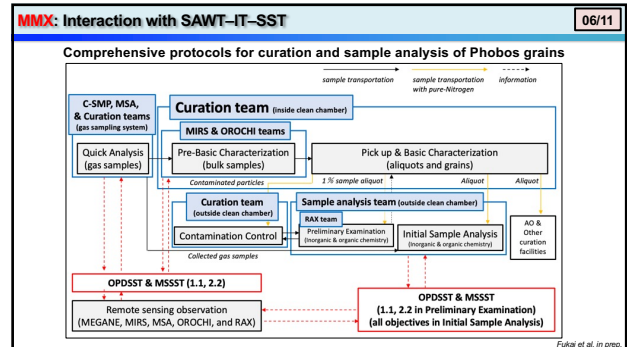 MMX: Interaction with SAWT–IT–SST
06/11
Comprehensive protocols for curation and sample analysis of Phobos grains
sample transportation
sample transportation
with pure-Nitrogen
information
C-SMP, MSA,
& Curation teams
(gas sampling system)
Curation team (inside clean chamber)
MIRS & OROCHI teams
Quick Analysis
(gas samples)
Pre-Basic Characterization
(bulk samples)
Pick up & Basic Characterization
(aliquots and grains)
Contaminated particles
1 % sample aliquot
Aliquot
Aliquot
Curation team
(outside clean chamber)
Sample analysis team (outside clean chamber)
RAX team
Contamination Control
Preliminary Examination
(Inorganic & organic chemistry)
Initial Sample Analysis
(Inorganic & organic chemistry)
AO &
Other
curation
facilities
Collected gas samples
OPDSST & MSSST (1.1, 2.2)
Remote sensing observation
(MEGANE, MIRS, MSA, OROCHI, and RAX)
OPDSST & MSSST
(1.1, 2.2 in Preliminary Examination)
(all objectives in Initial Sample Analysis)
Fukai et al. in prep.